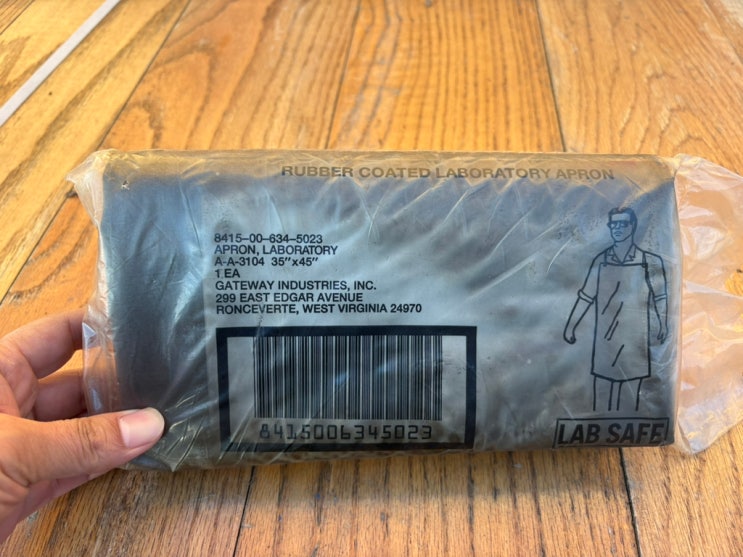 RUBBER COATED LABORATORY APRON
8415-00-634-5023
APRON, LABORATORY
A-A-3104 35"x45"
1 EA
GATEWAY INDUSTRIES, INC.
299 EAST EDGAR AVENUE
RONCEVERTE, WEST VIRGINIA 24970
8415006345023
LAB SAFE